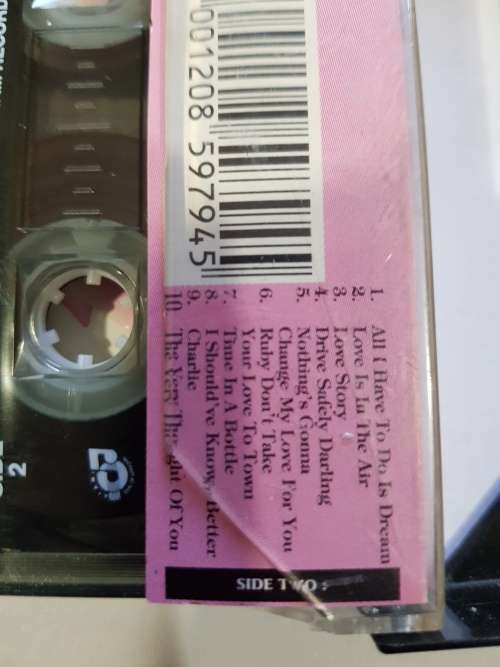 001208 597945
1. All I Have To Do Is Dream
2. Love Is In The Air
3. Love Story
4. Drive Safely Darling
5. Nothing's Gonna
Change My Love For You
6. Ruby Don't Take
Your Love To Town
7. Time In A Bottle
8. I Should've Known Better
9. Charlie
10 The Very Thought Of You
SIDE TWO :
2